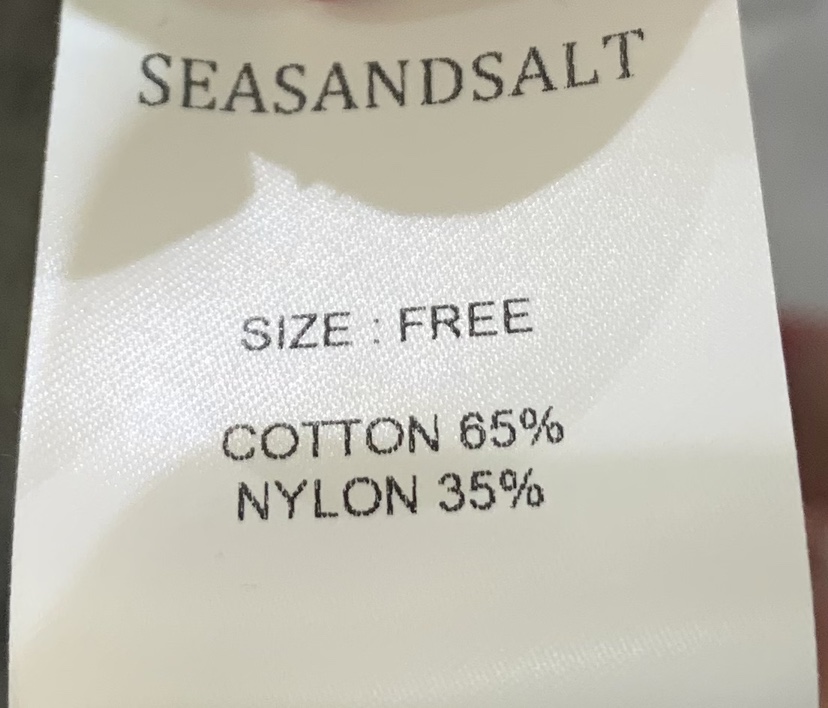 SEASANDSALT
SIZE : FREE
COTTON 65%
NYLON 35%